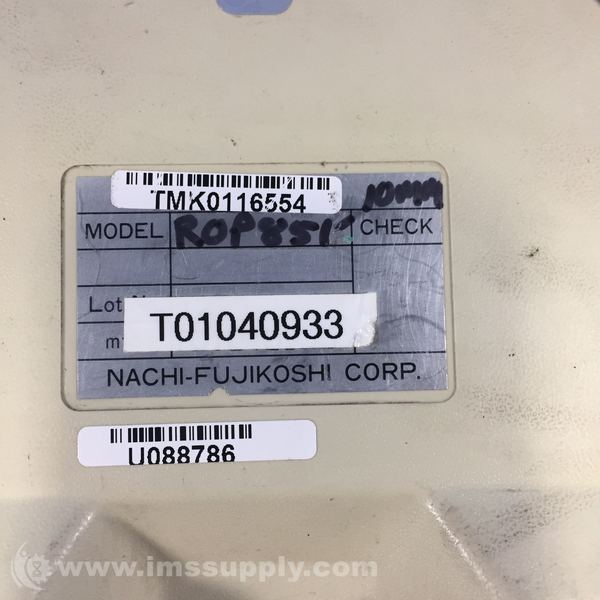 TMK0116554
10MM
MODEL ROP851 CHECK
Lot
T01040933
m
NACHI-FUJIKOSHI CORP.
U088786
© www.imssupply.com/